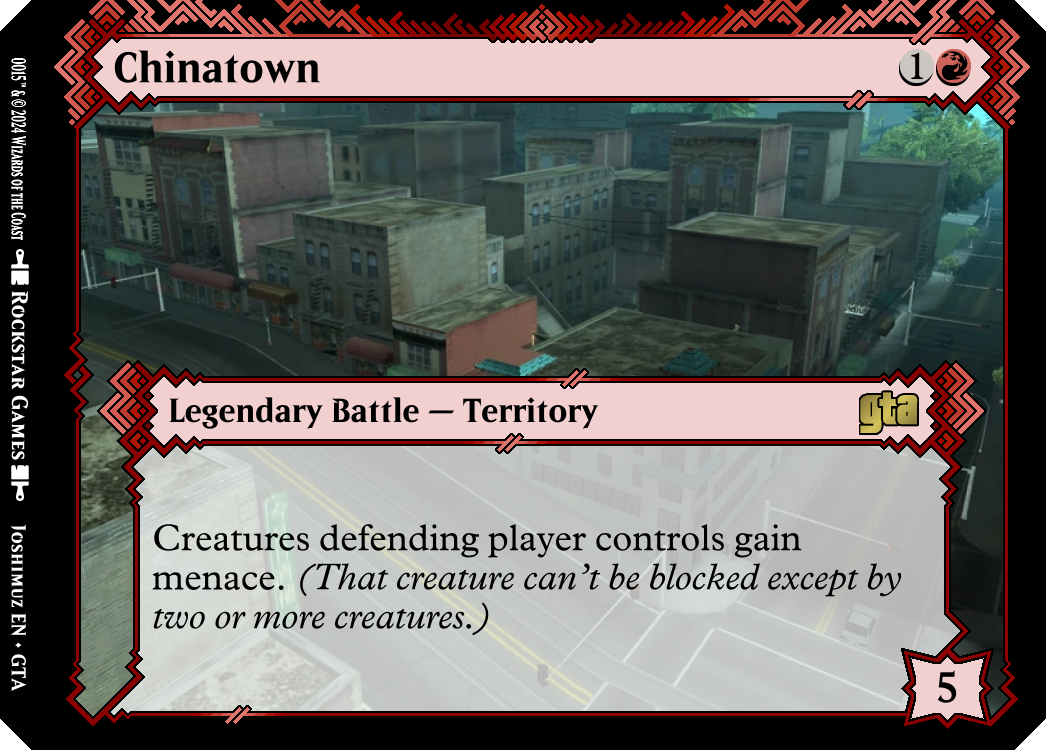 Chinatown
1
Legendary Battle — Territory
gta
Creatures defending player controls gain
menace. (That creature can't be blocked except by
two or more creatures.)
5
0015™ & © 2024 Wizards of the Coast Rockstar Games Joshimuz EN • GTA